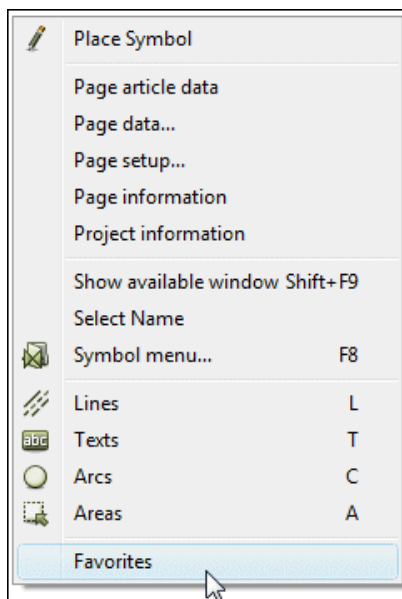 Place Symbol
Page article data
Page data...
Page setup...
Page information
Project information
Show available window Shift+F9
Select Name
Symbol menu... F8
Lines L
abc Texts T
Arcs C
Areas A
Favorites